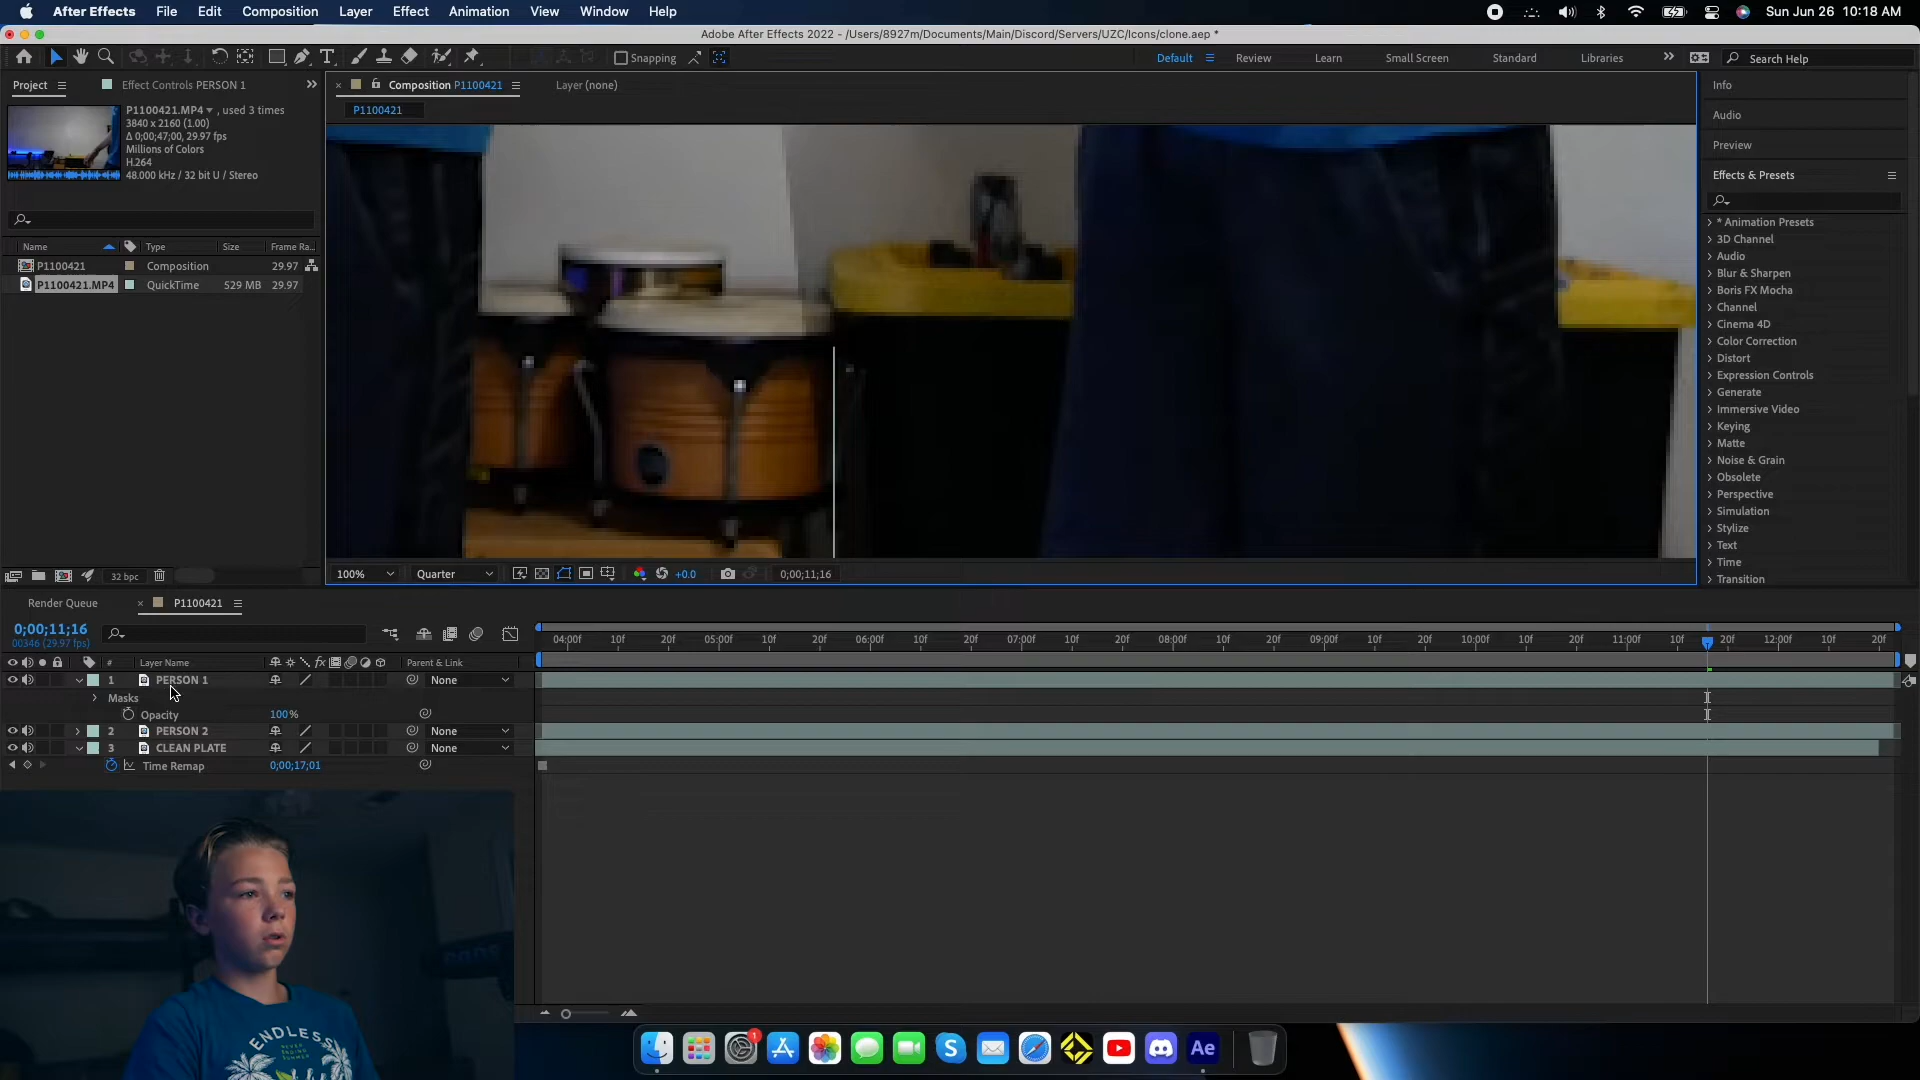 After Effects File Edit Composition Layer Effect Animation View Window Help Sun Jun 26 10:18 AM
Adobe After Effects 2022 - /Users/8927m/Documents/Main/Discord/Servers/UZC/Icons/clone.aep *
Snapping Default Review Learn Small Screen Standard Libraries Search Help
Project Effect Controls PERSON 1 Composition P1100421 Layer (none) Info
P1100421
P1100421.MP4 , used 3 times
3840 x 2160 (1.00)
Δ 0;00;47;00, 29.97 fps
Millions of Colors
H.264
48.000 kHz / 32 bit U / Stereo
Audio
Preview
Effects & Presets
Name Type Size Frame Ra...
P1100421 Composition 29.97
P1100421.MP4 QuickTime 529 MB 29.97
* Animation Presets
3D Channel
Audio
Blur & Sharpen
Boris FX Mocha
Channel
Cinema 4D
Color Correction
Distort
Expression Controls
Generate
Immersive Video
Keying
Matte
Noise & Grain
Obsolete
Perspective
Simulation
Stylize
Text
Time
Transition
32 bpc 100% Quarter +0.0 0;00;11;16
Render Queue P1100421
0;00;11;16
00346 (29.97 fps)
04:00f 10f 20f 05:00f 10f 20f 06:00f 10f 20f 07:00f 10f 20f 08:00f 10f 20f 09:00f 10f 20f 10:00f 10f 20f 11:00f 10f 20f 12:00f 10f 20f
# Layer Name fx Parent & Link
1 PERSON 1 None
Masks
Opacity 100%
2 PERSON 2 None
3 CLEAN PLATE None
Time Remap 0;00;17;01
ENDLESS
NEVER ENDING SUMMER
1
Ae